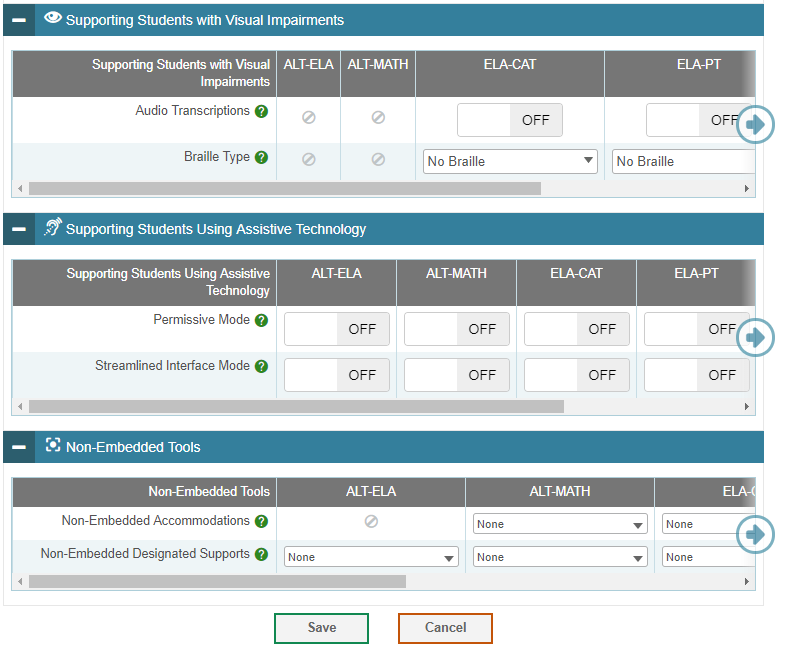 Supporting Students with Visual Impairments
Supporting Students with Visual Impairments ALT-ELA ALT-MATH ELA-CAT ELA-PT
Audio Transcriptions OFF OFF
Braille Type No Braille No Braille
Supporting Students Using Assistive Technology
Supporting Students Using Assistive Technology ALT-ELA ALT-MATH ELA-CAT ELA-PT
Permissive Mode OFF OFF OFF OFF
Streamlined Interface Mode OFF OFF OFF OFF
Non-Embedded Tools
Non-Embedded Tools ALT-ELA ALT-MATH ELA-
Non-Embedded Accommodations None None
Non-Embedded Designated Supports None None None
Save Cancel